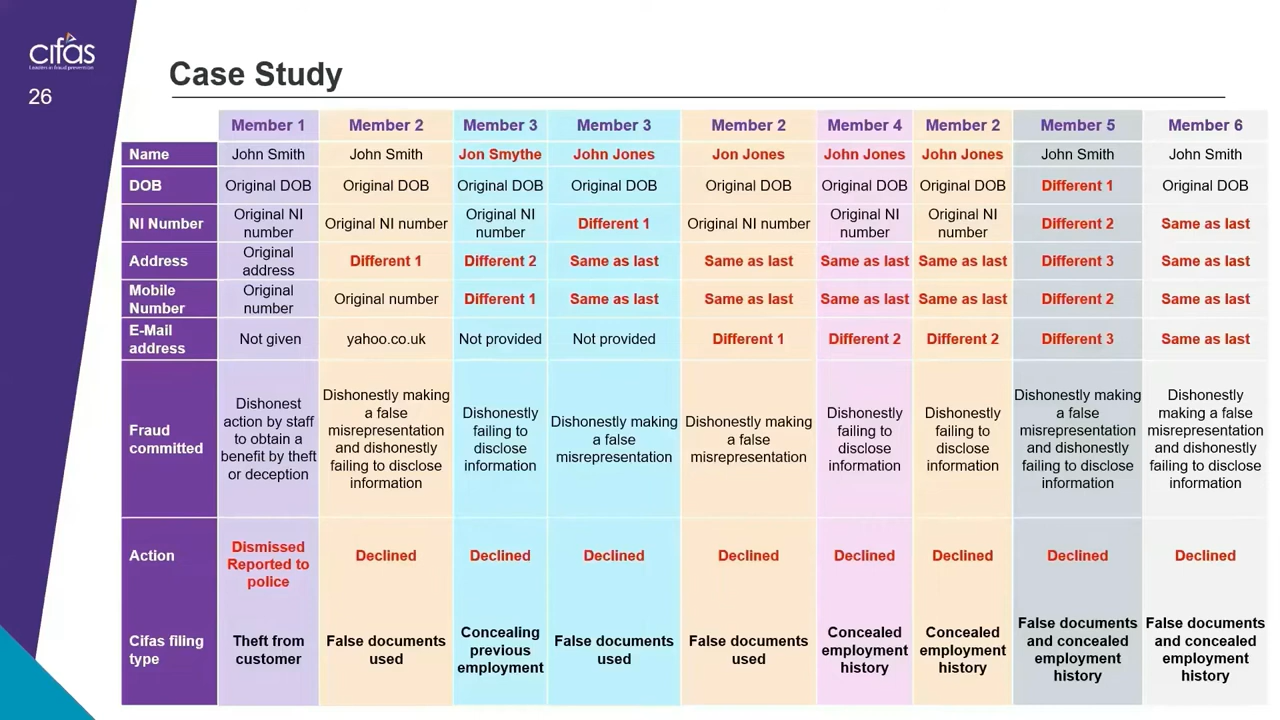 cifas
Leaders in fraud prevention
26
Case Study
Member 1 Member 2 Member 3 Member 3 Member 2 Member 4 Member 2 Member 5 Member 6
Name John Smith John Smith Jon Smythe John Jones Jon Jones John Jones John Jones John Smith John Smith
DOB Original DOB Original DOB Original DOB Original DOB Original DOB Original DOB Original DOB Different 1 Original DOB
NI Number Original NI number Original NI number Original NI number Different 1 Original NI number Original NI number Original NI number Different 2 Same as last
Address Original address Different 1 Different 2 Same as last Same as last Same as last Same as last Different 3 Same as last
Mobile Number Original number Original number Different 1 Same as last Same as last Same as last Same as last Different 2 Same as last
E-Mail address Not given yahoo.co.uk Not provided Not provided Different 1 Different 2 Different 2 Different 3 Same as last
Fraud committed Dishonest action by staff to obtain a benefit by theft or deception Dishonestly making a false misrepresentation and dishonestly failing to disclose information Dishonestly failing to disclose information Dishonestly making a false misrepresentation Dishonestly making a false misrepresentation Dishonestly failing to disclose information Dishonestly failing to disclose information Dishonestly making a false misrepresentation and dishonestly failing to disclose information Dishonestly making a false misrepresentation and dishonestly failing to disclose information
Action Dismissed Reported to police Declined Declined Declined Declined Declined Declined Declined Declined
Cifas filing type Theft from customer False documents used Concealing previous employment False documents used False documents used Concealed employment history Concealed employment history False documents and concealed employment history False documents and concealed employment history